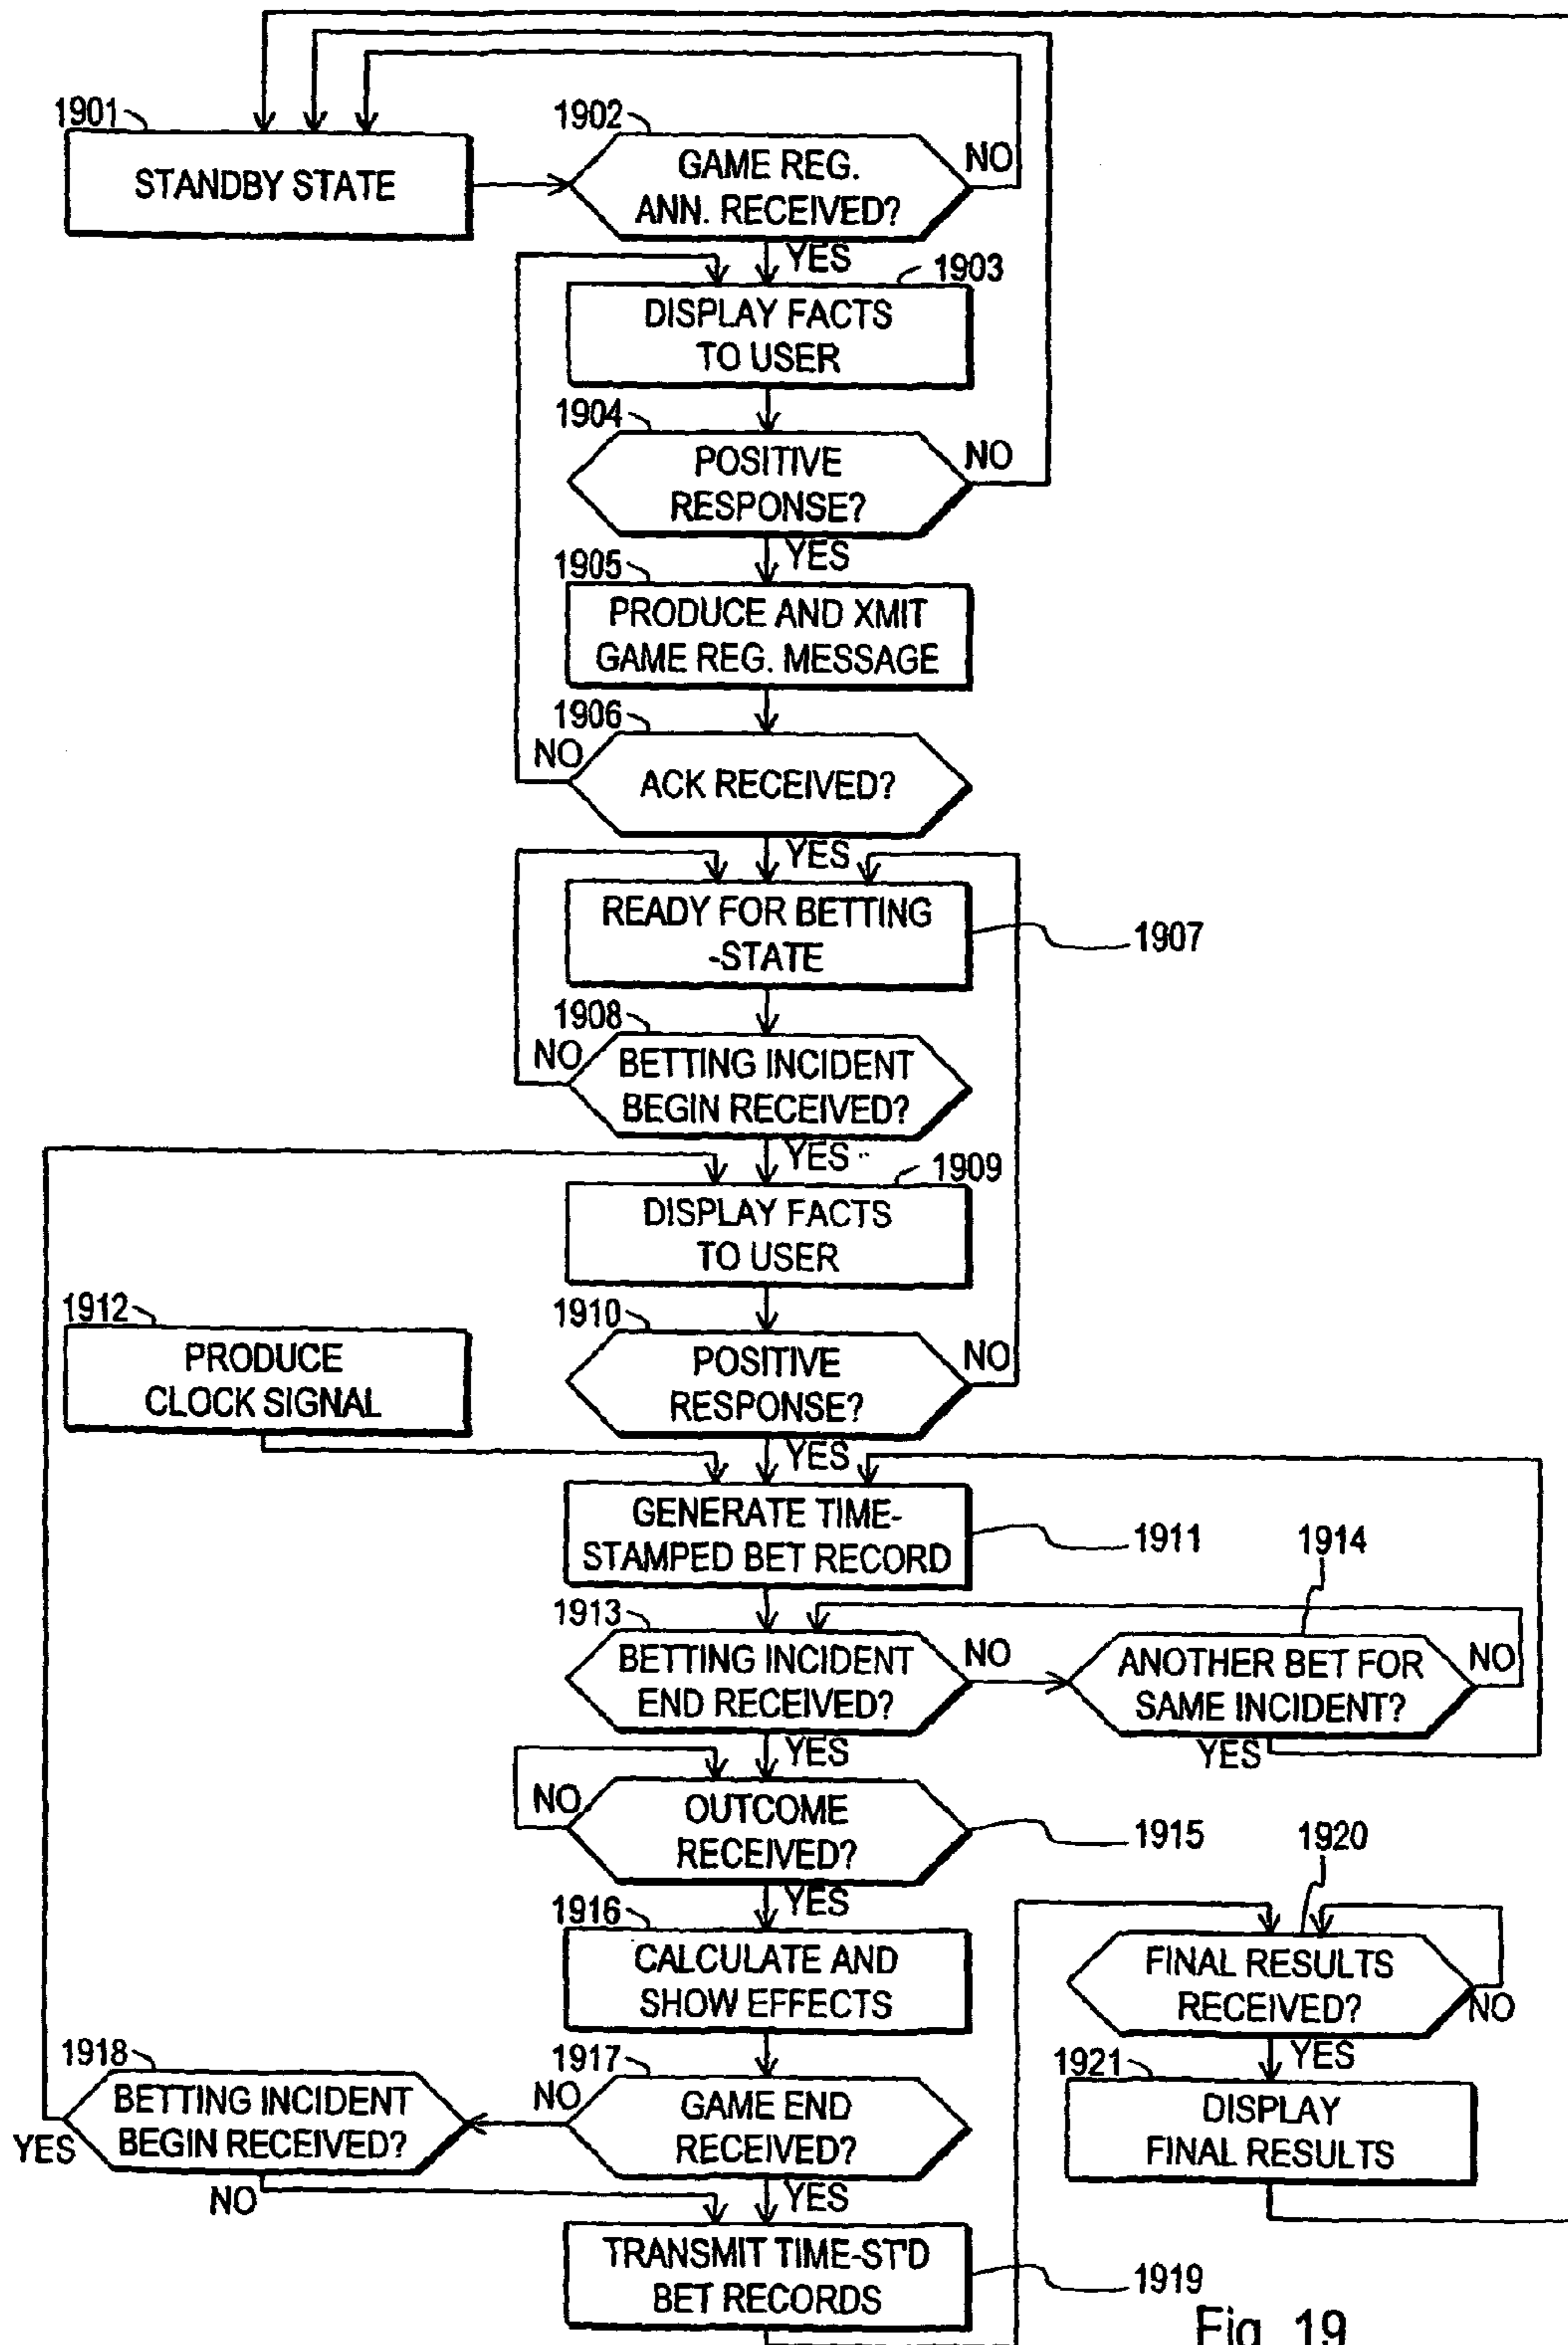 1901
STANDBY STATE
1902
GAME REG.
ANN. RECEIVED?
NO
YES
1903
DISPLAY FACTS
TO USER
1904
POSITIVE
RESPONSE?
NO
YES
1905
PRODUCE AND XMIT
GAME REG. MESSAGE
1906
NO
ACK RECEIVED?
YES
READY FOR BETTING
-STATE
1907
1908
NO
BETTING INCIDENT
BEGIN RECEIVED?
YES
1909
DISPLAY FACTS
TO USER
1912
PRODUCE
CLOCK SIGNAL
1910
POSITIVE
RESPONSE?
NO
YES
GENERATE TIME-
STAMPED BET RECORD
1911
1914
1913
BETTING INCIDENT
END RECEIVED?
NO
ANOTHER BET FOR
SAME INCIDENT?
NO
YES
YES
NO
OUTCOME
RECEIVED?
1915
1920
YES
1916
CALCULATE AND
SHOW EFFECTS
FINAL RESULTS
RECEIVED?
NO
YES
1918
BETTING INCIDENT
BEGIN RECEIVED?
YES
NO
1917
NO
GAME END
RECEIVED?
YES
1921
DISPLAY
FINAL RESULTS
TRANSMIT TIME-ST'D
BET RECORDS
1919
Fig. 19